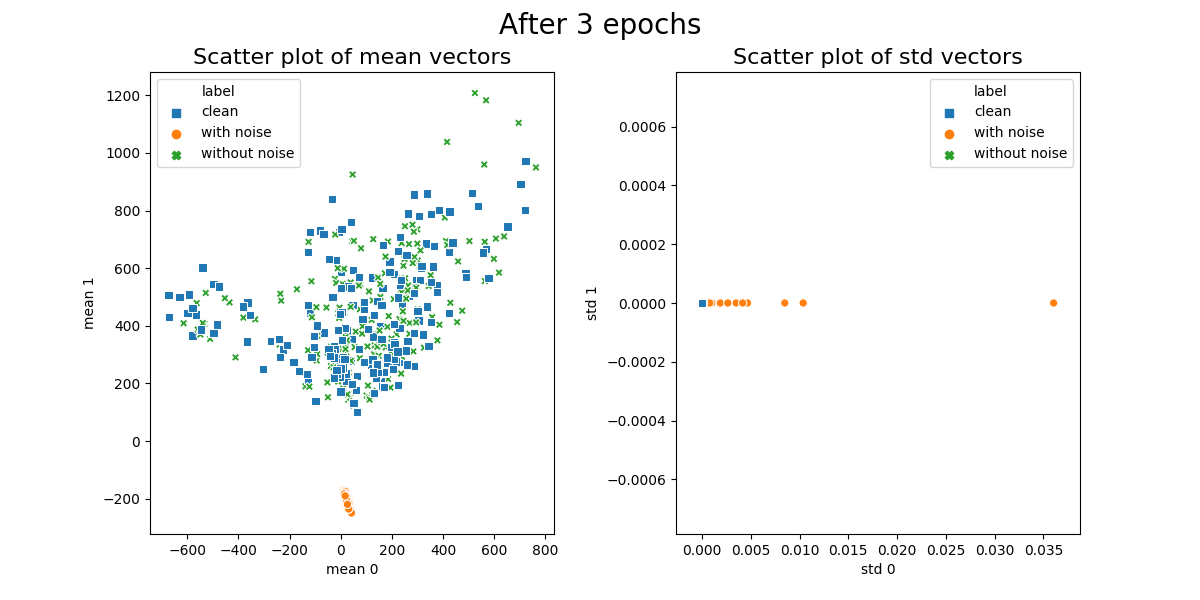 After 3 epochs
Scatter plot of mean vectors
label
clean
with noise
without noise
1200
1000
800
600
400
200
0
−200
mean 1
−600
−400
−200
0
200
400
600
800
mean 0
Scatter plot of std vectors
label
clean
with noise
without noise
0.0006
0.0004
0.0002
0.0000
−0.0002
−0.0004
−0.0006
std 1
0.000
0.005
0.010
0.015
0.020
0.025
0.030
0.035
std 0